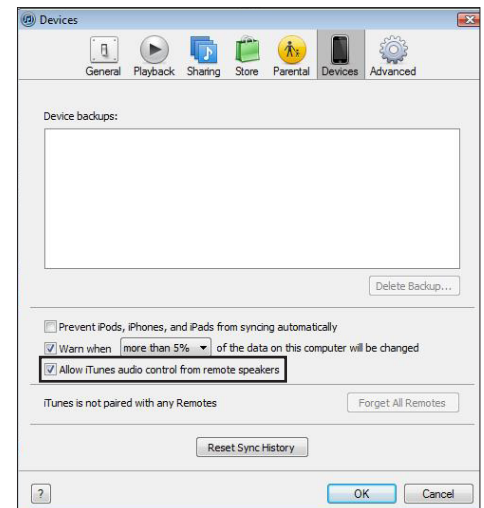 Devices
General Playback Sharing Store Parental Devices Advanced
Device backups:
Delete Backup...
Prevent iPods, iPhones, and iPads from syncing automatically
Warn when more than 5% of the data on this computer will be changed
Allow iTunes audio control from remote speakers
iTunes is not paired with any Remotes Forget All Remotes
Reset Sync History
? OK Cancel